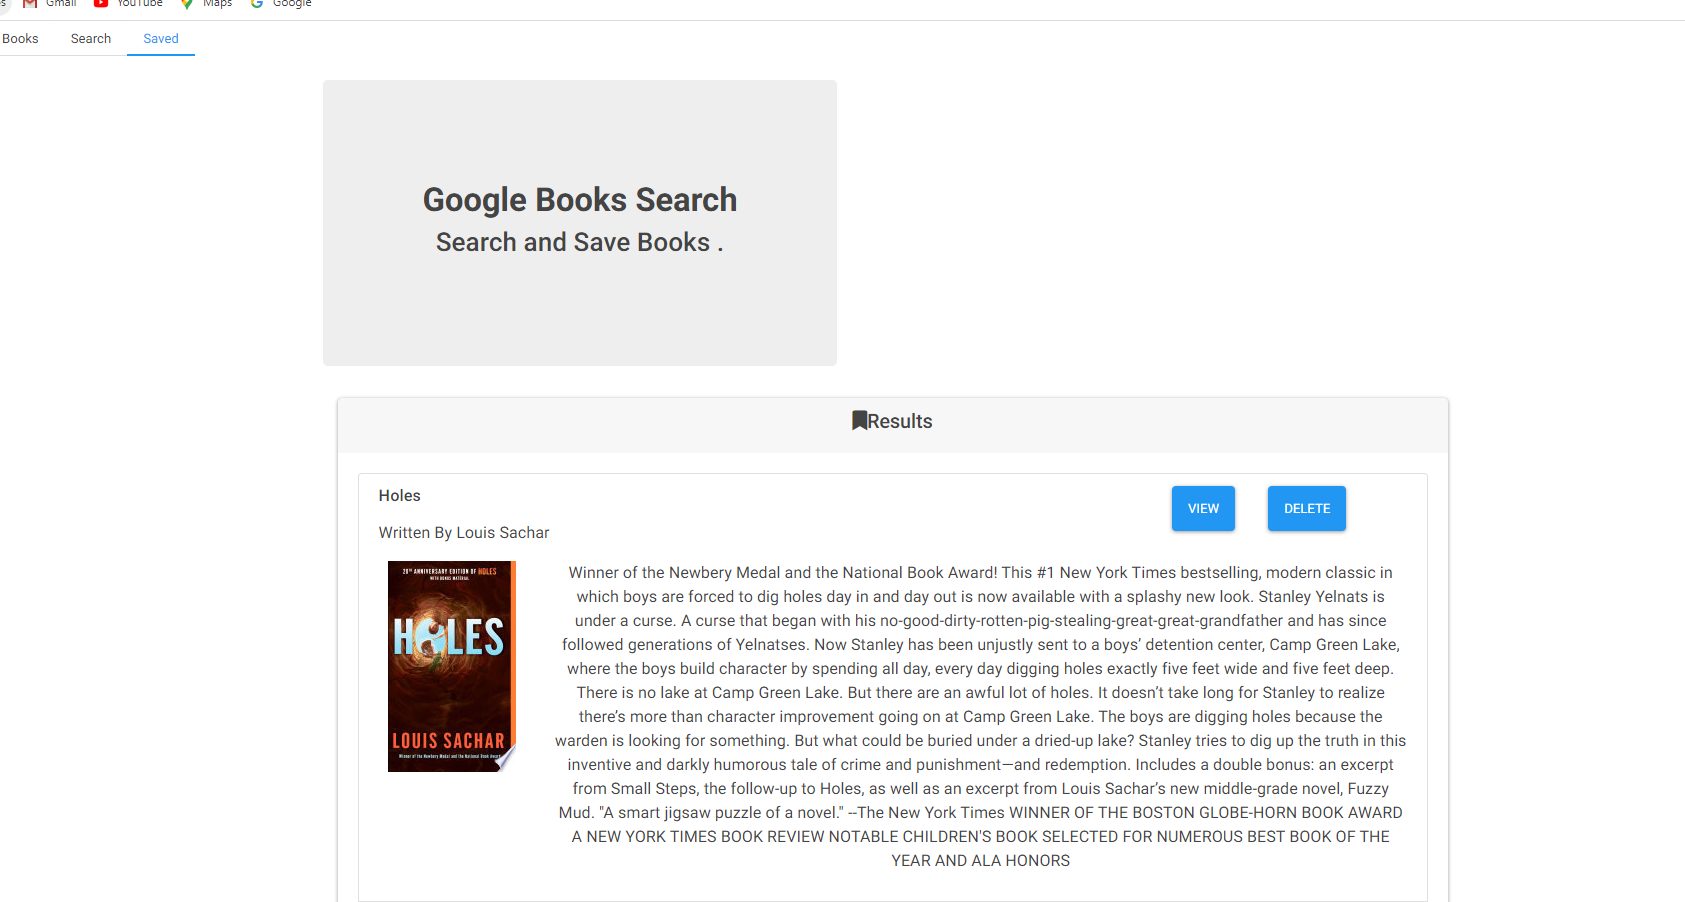 Gmail YouTube Maps Google
Books Search Saved
Google Books Search
Search and Save Books .
Results
Holes
VIEW DELETE
Written By Louis Sachar
20TH ANNIVERSARY EDITION OF HOLES
WITH BONUS MATERIAL
HOLES
LOUIS SACHAR
Winner of the Newbery Medal and the National Book Award
Winner of the Newbery Medal and the National Book Award! This #1 New York Times bestselling, modern classic in
which boys are forced to dig holes day in and day out is now available with a splashy new look. Stanley Yelnats is
under a curse. A curse that began with his no-good-dirty-rotten-pig-stealing-great-great-grandfather and has since
followed generations of Yelnatses. Now Stanley has been unjustly sent to a boys’ detention center, Camp Green Lake,
where the boys build character by spending all day, every day digging holes exactly five feet wide and five feet deep.
There is no lake at Camp Green Lake. But there are an awful lot of holes. It doesn’t take long for Stanley to realize
there’s more than character improvement going on at Camp Green Lake. The boys are digging holes because the
warden is looking for something. But what could be buried under a dried-up lake? Stanley tries to dig up the truth in this
inventive and darkly humorous tale of crime and punishment—and redemption. Includes a double bonus: an excerpt
from Small Steps, the follow-up to Holes, as well as an excerpt from Louis Sachar’s new middle-grade novel, Fuzzy
Mud. "A smart jigsaw puzzle of a novel." --The New York Times WINNER OF THE BOSTON GLOBE-HORN BOOK AWARD
A NEW YORK TIMES BOOK REVIEW NOTABLE CHILDREN'S BOOK SELECTED FOR NUMEROUS BEST BOOK OF THE
YEAR AND ALA HONORS